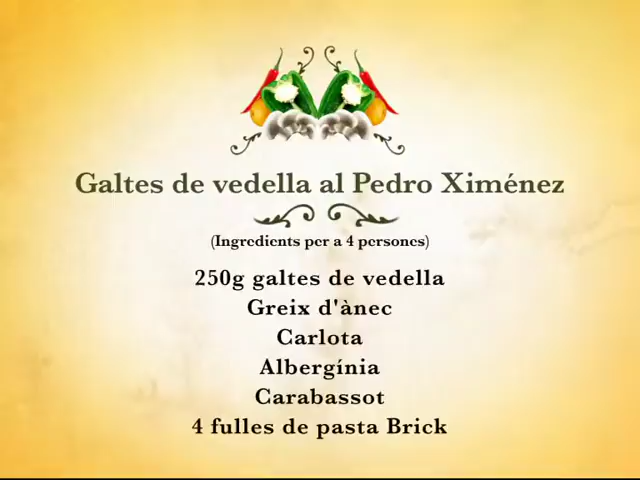 Galtes de vedella al Pedro Ximénez
(Ingredients per a 4 persones)
250g galtes de vedella
Greix d'ànec
Carlota
Albergínia
Carabassot
4 fulles de pasta Brick